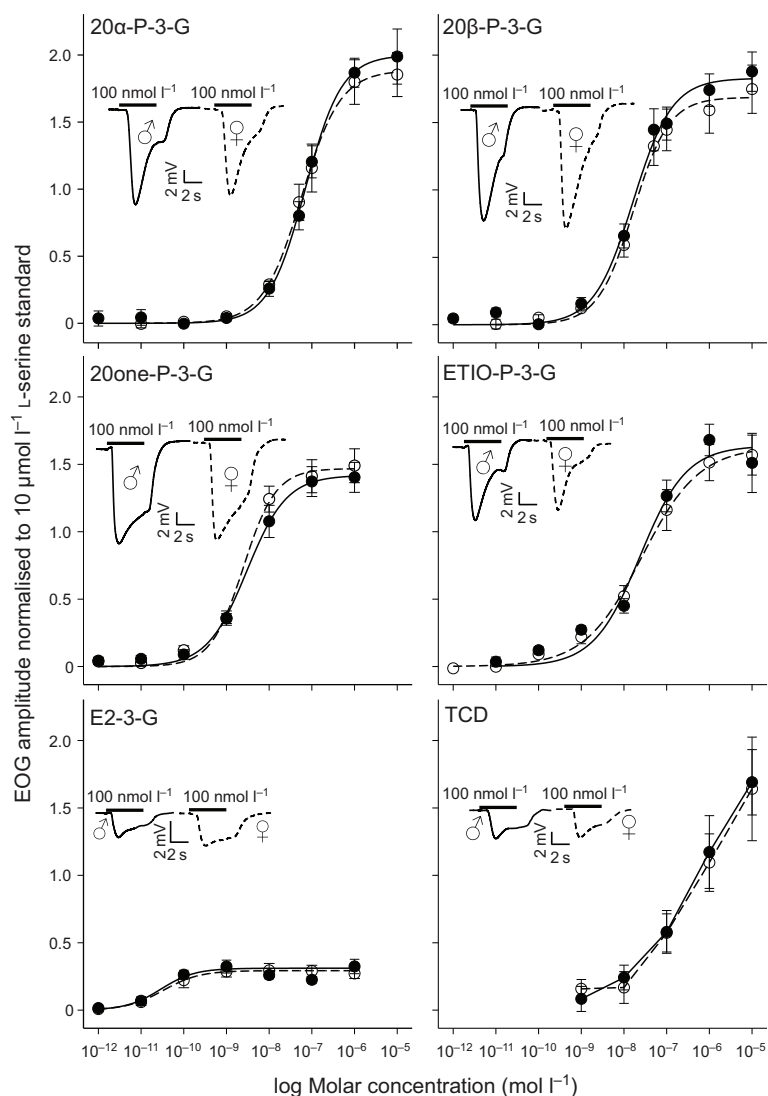 EOG amplitude normalised to 10 μmol l⁻¹ L-serine standard
20α-P-3-G
100 nmol l⁻¹ 100 nmol l⁻¹
♂ ♀
2 mV
2 s
2.0
1.5
1.0
0.5
0
20β-P-3-G
100 nmol l⁻¹ 100 nmol l⁻¹
♂ ♀
2 mV
2 s
20one-P-3-G
100 nmol l⁻¹ 100 nmol l⁻¹
♂ ♀
2 mV
2 s
2.0
1.5
1.0
0.5
0
ETIO-P-3-G
100 nmol l⁻¹ 100 nmol l⁻¹
♂ ♀
2 mV
2 s
E2-3-G
100 nmol l⁻¹ 100 nmol l⁻¹
♂ ♀
2 mV
2 s
2.0
1.5
1.0
0.5
0
10⁻¹² 10⁻¹¹ 10⁻¹⁰ 10⁻⁹ 10⁻⁸ 10⁻⁷ 10⁻⁶ 10⁻⁵
TCD
100 nmol l⁻¹ 100 nmol l⁻¹
♂ ♀
2 mV
2 s
10⁻¹² 10⁻¹¹ 10⁻¹⁰ 10⁻⁹ 10⁻⁸ 10⁻⁷ 10⁻⁶ 10⁻⁵
log Molar concentration (mol l⁻¹)